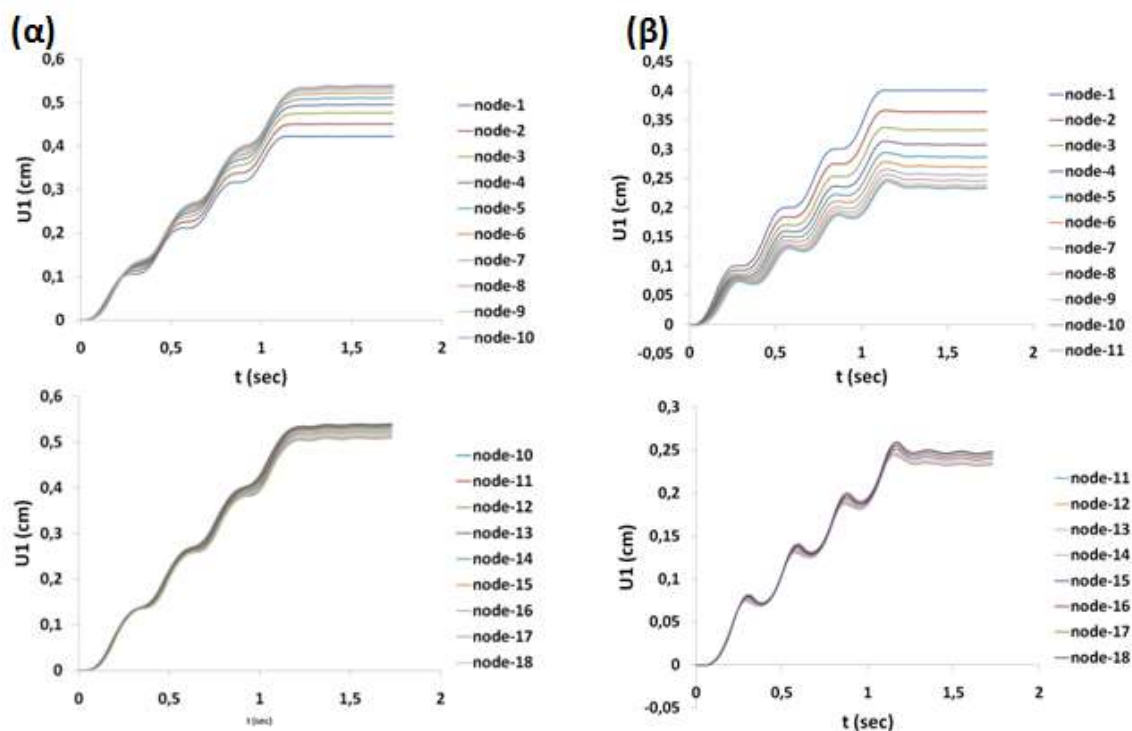 (α)
0,6
0,5
0,4
0,3
0,2
0,1
0
U1 (cm)
0 0,5 1 1,5 2
t (sec)
node-1
node-2
node-3
node-4
node-5
node-6
node-7
node-8
node-9
node-10
(β)
0,45
0,4
0,35
0,3
0,25
0,2
0,15
0,1
0,05
0
-0,05
U1 (cm)
0 0,5 1 1,5 2
t (sec)
node-1
node-2
node-3
node-4
node-5
node-6
node-7
node-8
node-9
node-10
node-11
0,6
0,5
0,4
0,3
0,2
0,1
0
U1 (cm)
0 0,5 1 1,5 2
t (sec)
node-10
node-11
node-12
node-13
node-14
node-15
node-16
node-17
node-18
0,3
0,25
0,2
0,15
0,1
0,05
0
-0,05
U1 (cm)
0 0,5 1 1,5 2
t (sec)
node-11
node-12
node-13
node-14
node-15
node-16
node-17
node-18